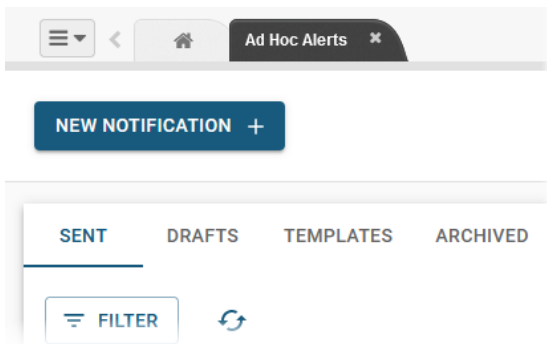 Ad Hoc Alerts
NEW NOTIFICATION +
SENT DRAFTS TEMPLATES ARCHIVED
FILTER